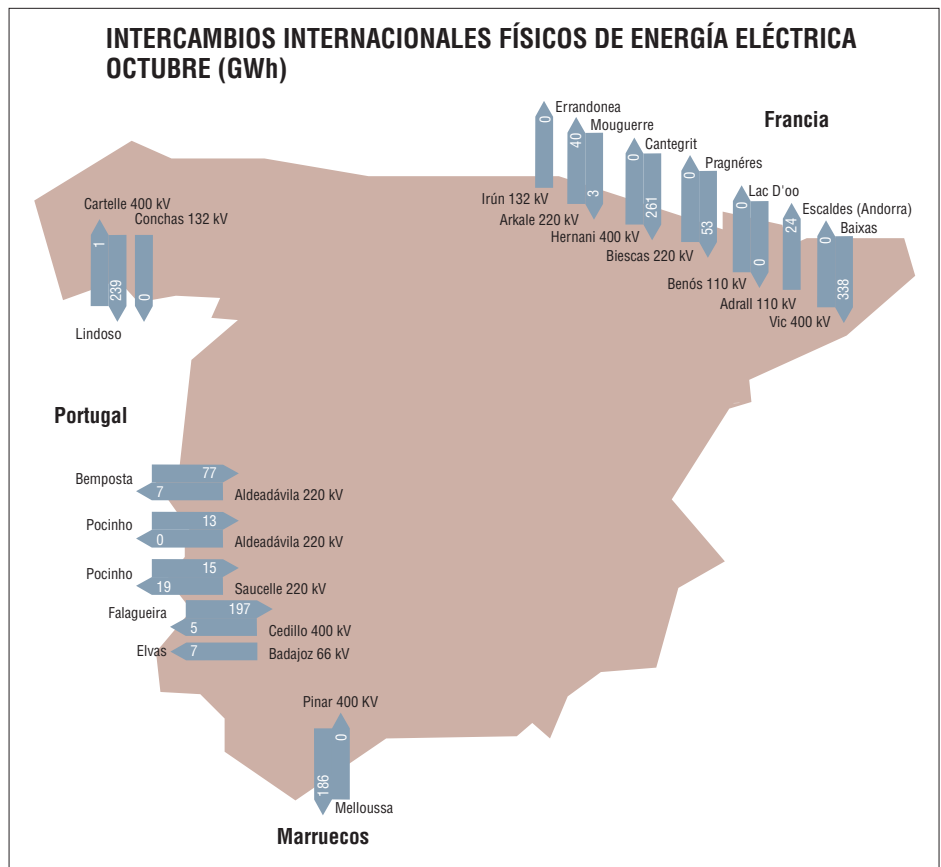 INTERCAMBIOS INTERNACIONALES FÍSICOS DE ENERGÍA ELÉCTRICA
OCTUBRE (GWh)
Francia
Errandonea
0
Irún 132 kV
Mouguerre
40
3
Arkale 220 kV
Cantegrit
0
261
Hernani 400 kV
Pragnéres
0
53
Biescas 220 kV
Lac D'oo
0
0
Benós 110 kV
Escaldes (Andorra)
24
Adrall 110 kV
Baixas
0
338
Vic 400 kV
Cartelle 400 kV
Conchas 132 kV
1
239
0
Lindoso
Portugal
Bemposta
77
7
Aldeadávila 220 kV
Pocinho
13
0
Aldeadávila 220 kV
Pocinho
15
19
Saucelle 220 kV
Falagueira
197
5
Cedillo 400 kV
Elvas
7
Badajoz 66 kV
Pinar 400 KV
0
186
Melloussa
Marruecos